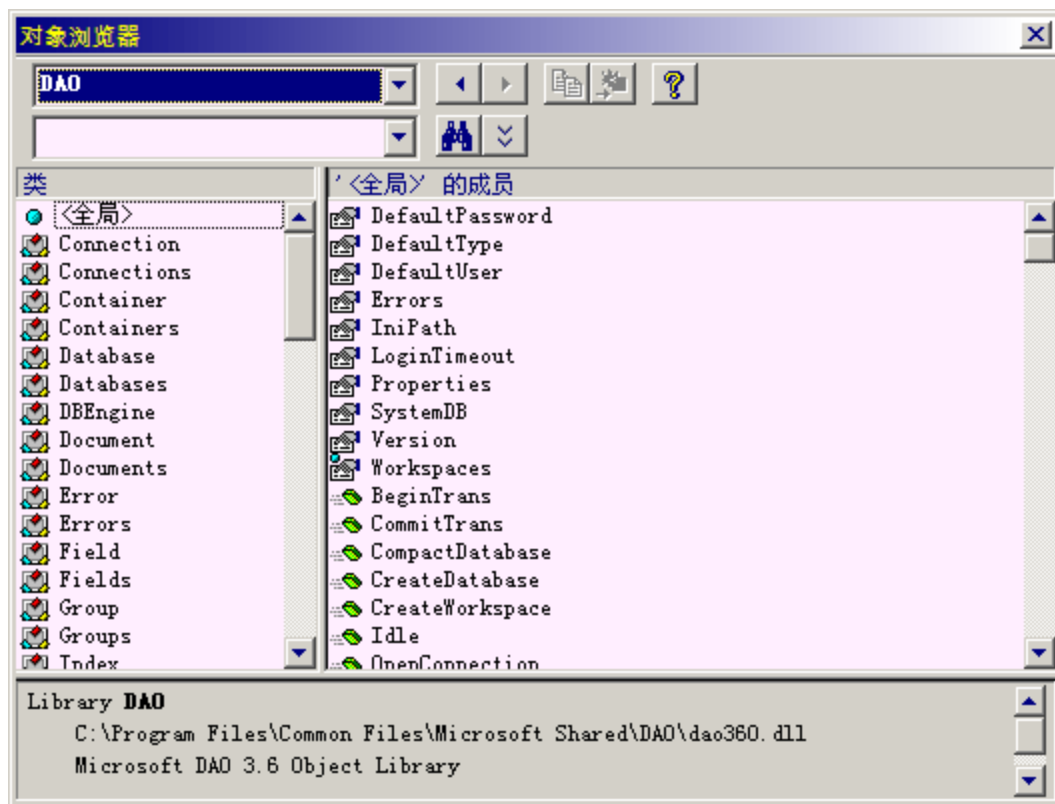 对象浏览器
DAO
类
'<全局>' 的成员
<全局>
Connection
Connections
Container
Containers
Database
Databases
DBEngine
Document
Documents
Error
Errors
Field
Fields
Group
Groups
Index
DefaultPassword
DefaultType
DefaultUser
Errors
IniPath
LoginTimeout
Properties
SystemDB
Version
Workspaces
BeginTrans
CommitTrans
CompactDatabase
CreateDatabase
CreateWorkspace
Idle
OpenConnection
Library DAO
C:\Program Files\Common Files\Microsoft Shared\DAO\dao360.dll
Microsoft DAO 3.6 Object Library